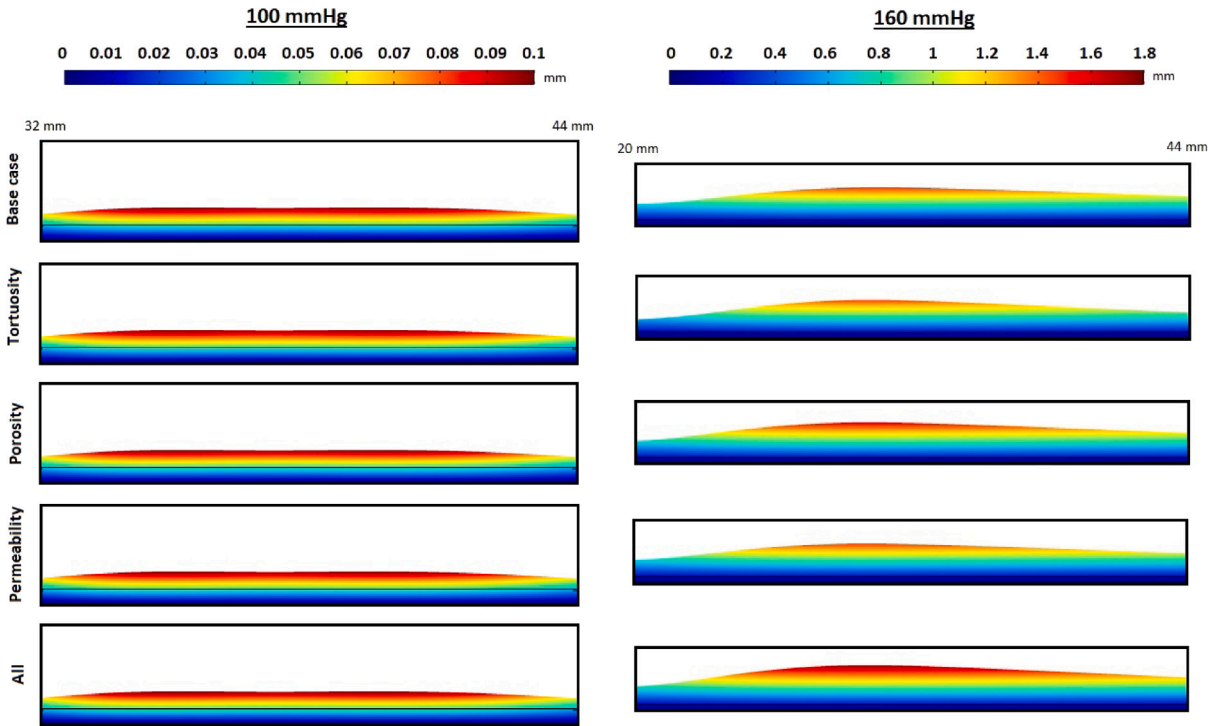 100 mmHg
0 0.01 0.02 0.03 0.04 0.05 0.06 0.07 0.08 0.09 0.1
mm
160 mmHg
0 0.2 0.4 0.6 0.8 1 1.2 1.4 1.6 1.8
mm
32 mm 44 mm
20 mm 44 mm
Base case
Tortuosity
Porosity
Permeability
All